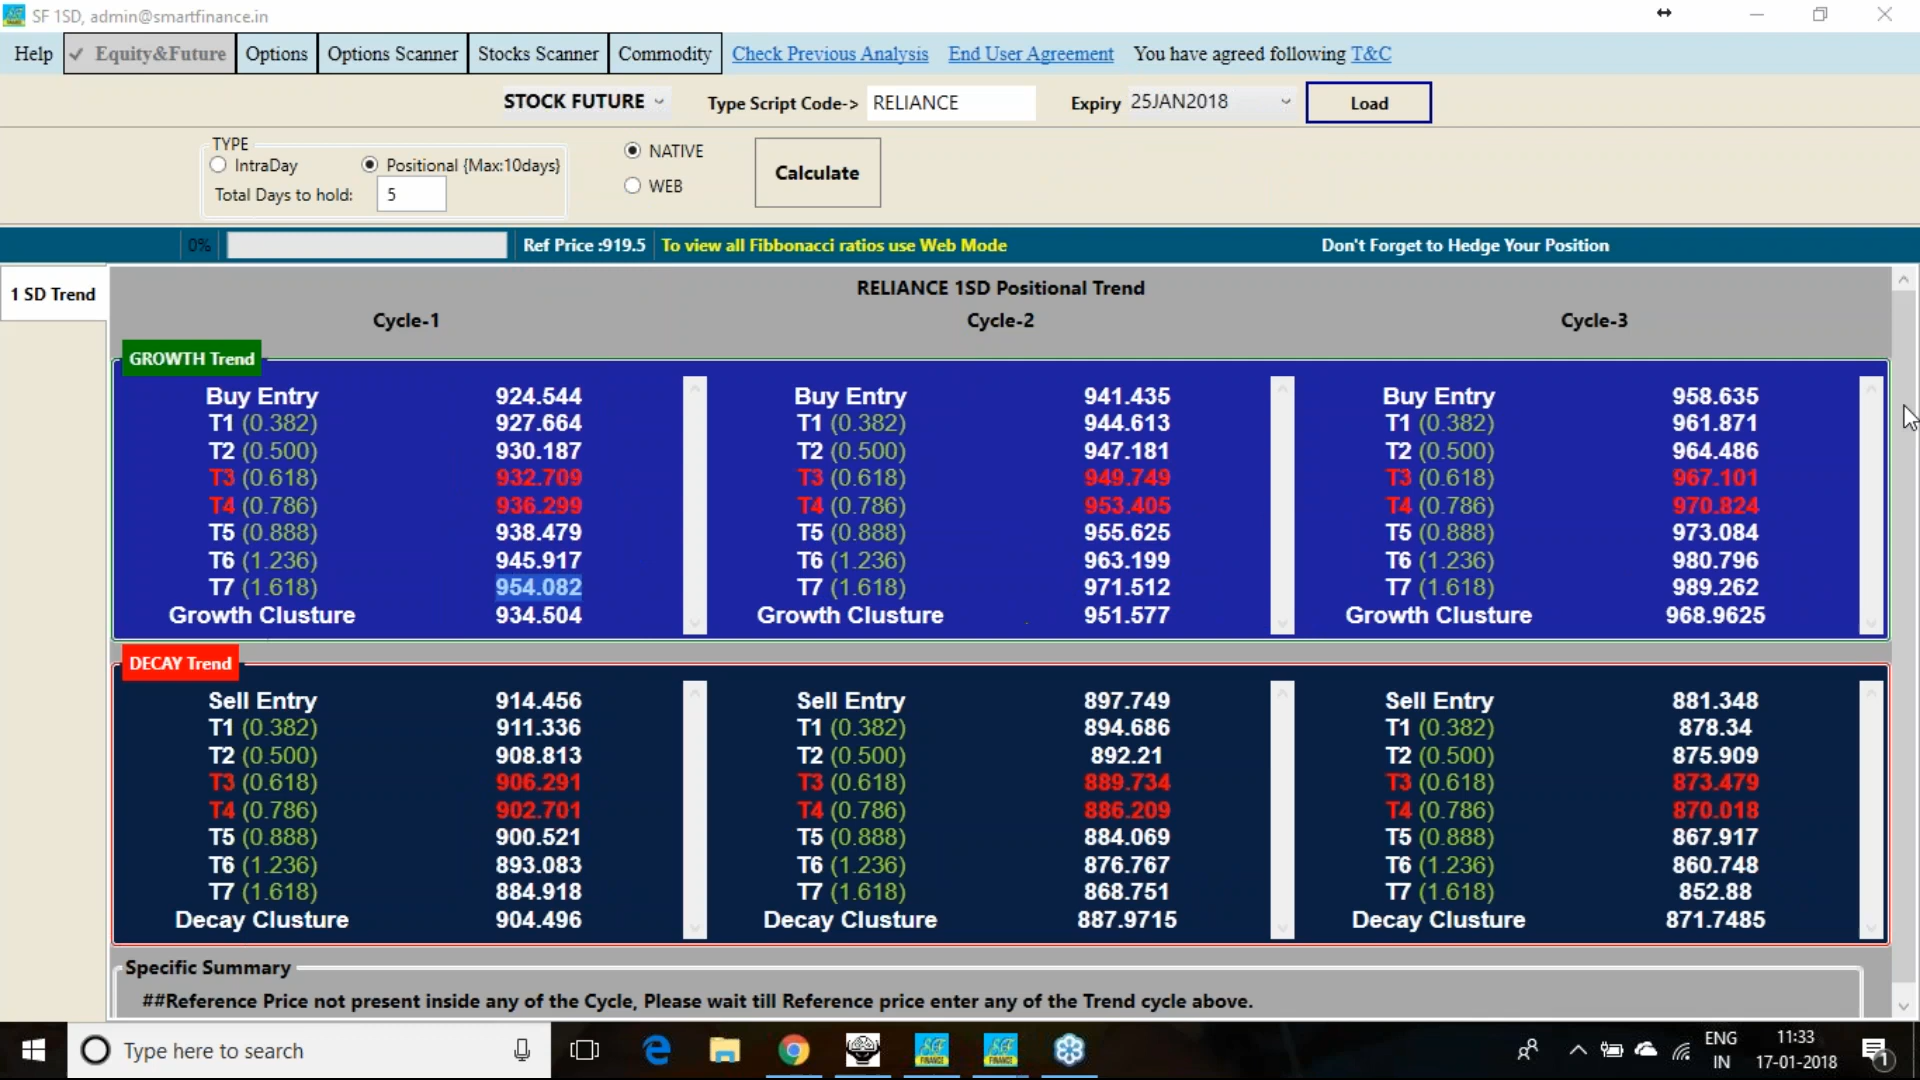 SF 1SD, admin@smartfinance.in
Help ✓ Equity&Future Options Options Scanner Stocks Scanner Commodity Check Previous Analysis End User Agreement You have agreed following T&C
STOCK FUTURE Type Script Code-> RELIANCE Expiry 25JAN2018 Load
TYPE
IntraDay Positional {Max:10days}
Total Days to hold: 5
NATIVE
WEB
Calculate
0% Ref Price :919.5 To view all Fibbonacci ratios use Web Mode Don't Forget to Hedge Your Position
1 SD Trend
RELIANCE 1SD Positional Trend
Cycle-1 Cycle-2 Cycle-3
GROWTH Trend
Buy Entry 924.544 Buy Entry 941.435 Buy Entry 958.635
T1 (0.382) 927.664 T1 (0.382) 944.613 T1 (0.382) 961.871
T2 (0.500) 930.187 T2 (0.500) 947.181 T2 (0.500) 964.486
T3 (0.618) 932.709 T3 (0.618) 949.749 T3 (0.618) 967.101
T4 (0.786) 936.299 T4 (0.786) 953.405 T4 (0.786) 970.824
T5 (0.888) 938.479 T5 (0.888) 955.625 T5 (0.888) 973.084
T6 (1.236) 945.917 T6 (1.236) 963.199 T6 (1.236) 980.796
T7 (1.618) 954.082 T7 (1.618) 971.512 T7 (1.618) 989.262
Growth Clusture 934.504 Growth Clusture 951.577 Growth Clusture 968.9625
DECAY Trend
Sell Entry 914.456 Sell Entry 897.749 Sell Entry 881.348
T1 (0.382) 911.336 T1 (0.382) 894.686 T1 (0.382) 878.34
T2 (0.500) 908.813 T2 (0.500) 892.21 T2 (0.500) 875.909
T3 (0.618) 906.291 T3 (0.618) 889.734 T3 (0.618) 873.479
T4 (0.786) 902.701 T4 (0.786) 886.209 T4 (0.786) 870.018
T5 (0.888) 900.521 T5 (0.888) 884.069 T5 (0.888) 867.917
T6 (1.236) 893.083 T6 (1.236) 876.767 T6 (1.236) 860.748
T7 (1.618) 884.918 T7 (1.618) 868.751 T7 (1.618) 852.88
Decay Clusture 904.496 Decay Clusture 887.9715 Decay Clusture 871.7485
Specific Summary
##Reference Price not present inside any of the Cycle, Please wait till Reference price enter any of the Trend cycle above.
Type here to search
SF FINANCE SF FINANCE
ENG 11:33
IN 17-01-2018
1